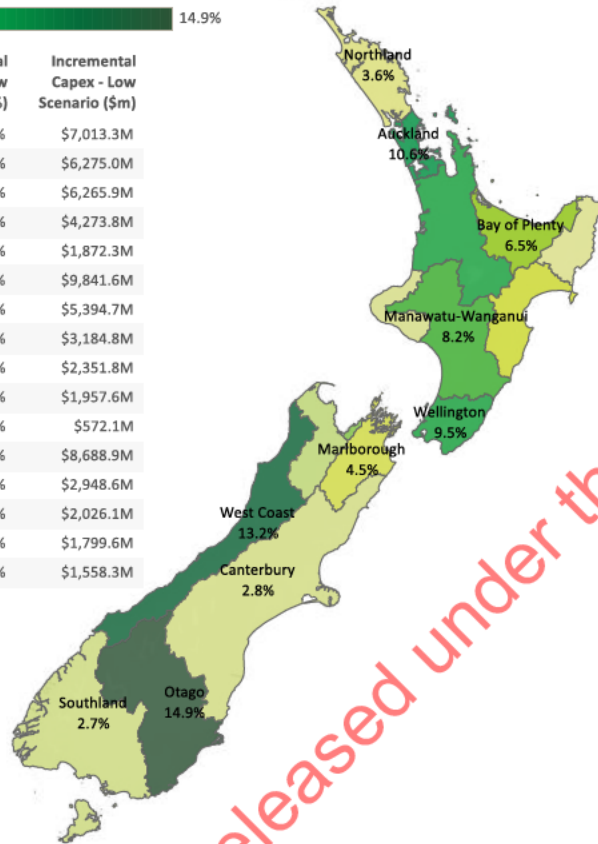 14.9%
Incremental
Capex - Low
Scenario ($m)
%)
% $7,013.3M
% $6,275.0M
% $6,265.9M
% $4,273.8M
% $1,872.3M
% $9,841.6M
% $5,394.7M
% $3,184.8M
% $2,351.8M
% $1,957.6M
% $572.1M
% $8,688.9M
% $2,948.6M
% $2,026.1M
% $1,799.6M
% $1,558.3M
Northland
3.6%
Auckland
10.6%
Bay of Plenty
6.5%
Manawatu-Wanganui
8.2%
Wellington
9.5%
Marlborough
4.5%
West Coast
13.2%
Canterbury
2.8%
Otago
14.9%
Southland
2.7%
eleased under th